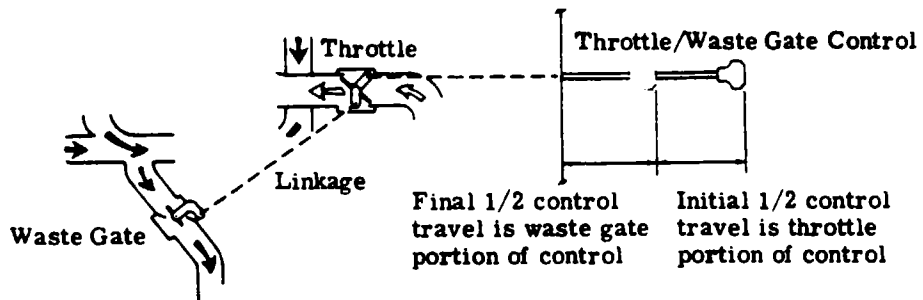 Throttle
Throttle/Waste Gate Control
Linkage
Waste Gate
Final 1/2 control
travel is waste gate
portion of control
Initial 1/2 control
travel is throttle
portion of control